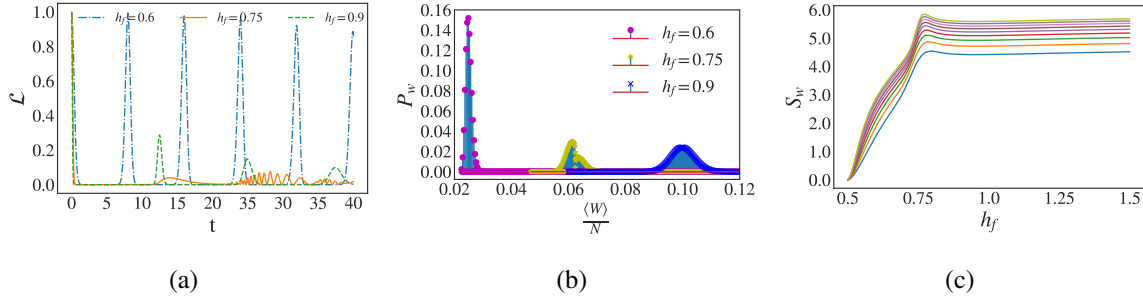 h_f = 0.6 h_f = 0.75 h_f = 0.9
ℒ
1.0
0.8
0.6
0.4
0.2
0.0
0 5 10 15 20 25 30 35 40
t
(a)
P_w
0.16
0.14
0.12
0.10
0.08
0.06
0.04
0.02
0.00
h_f = 0.6
h_f = 0.75
h_f = 0.9
0.02 0.04 0.06 0.08 0.10 0.12
⟨W⟩
N
(b)
S_w
6.0
5.0
4.0
3.0
2.0
1.0
0.0
0.5 0.75 1.0 1.25 1.5
h_f
(c)